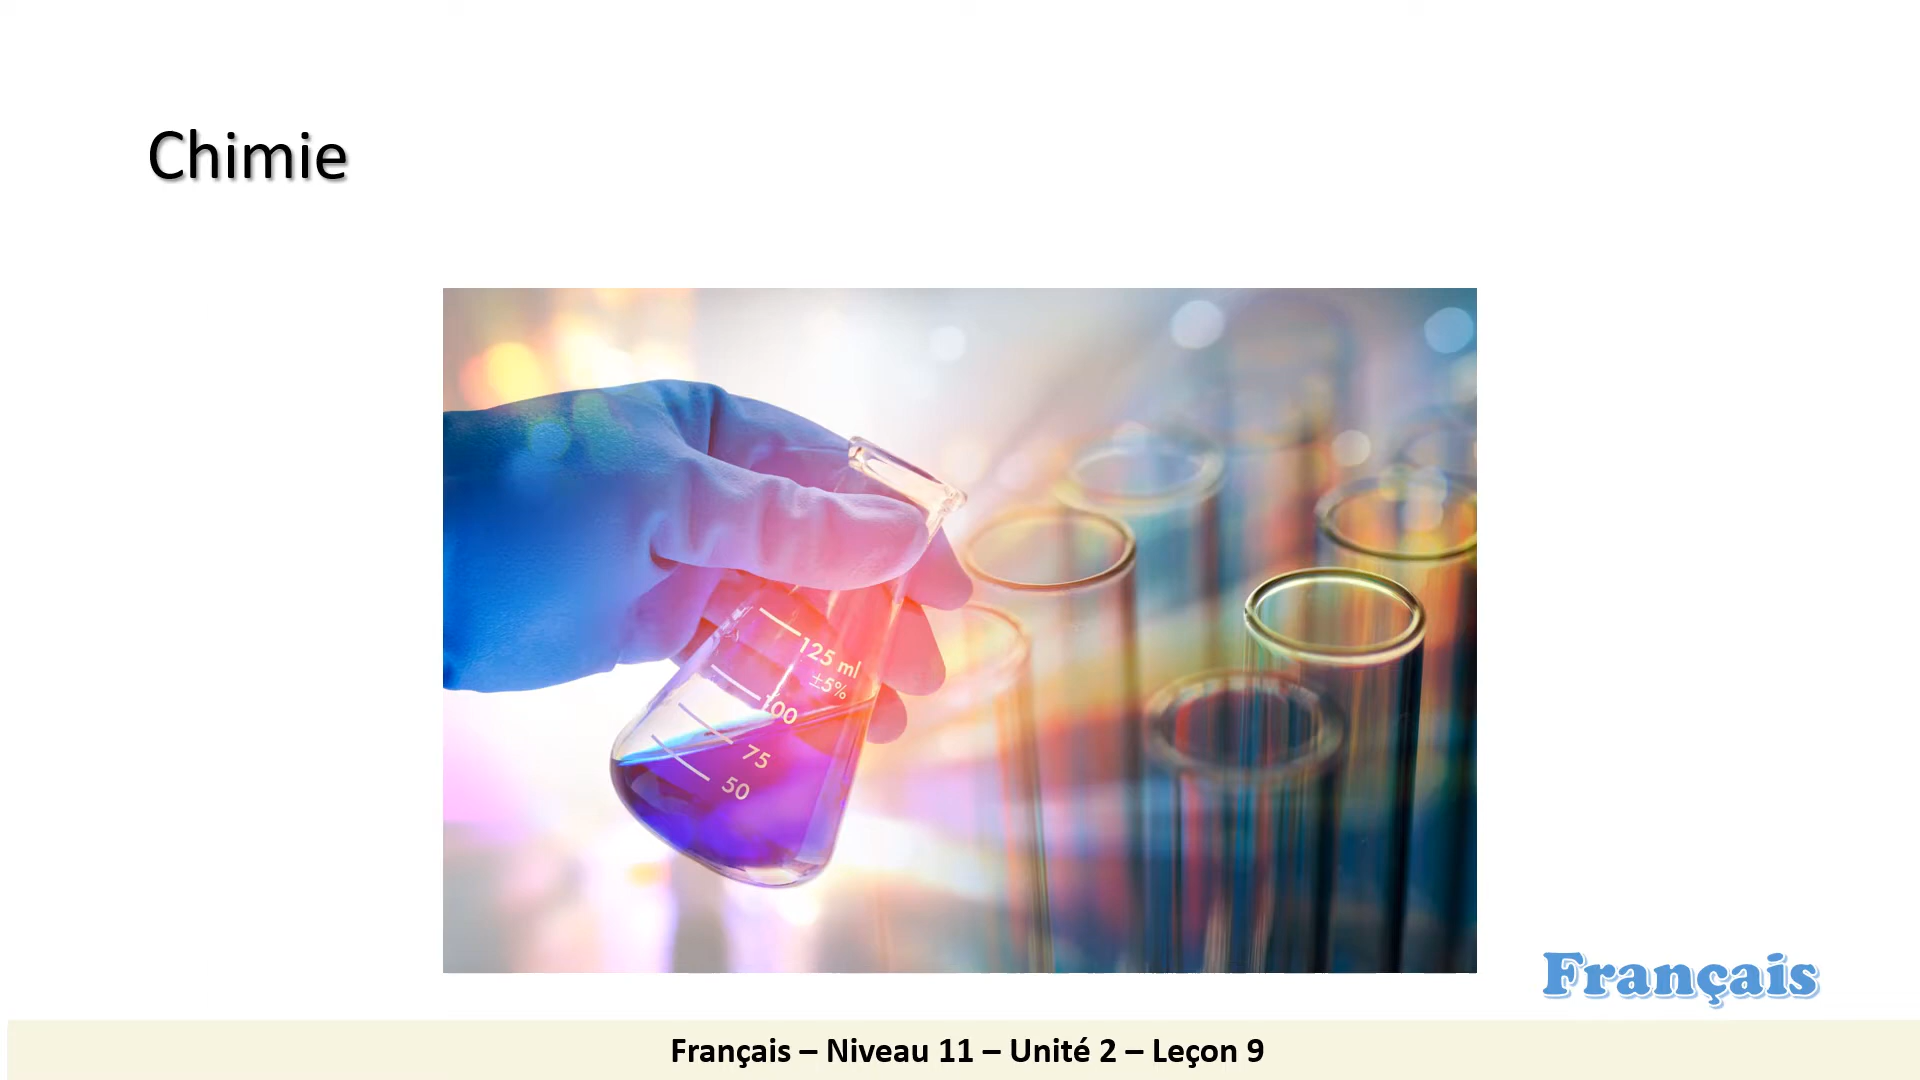 Chimie
125 ml
±5%
100
75
50
Français
Français – Niveau 11 – Unité 2 – Leçon 9